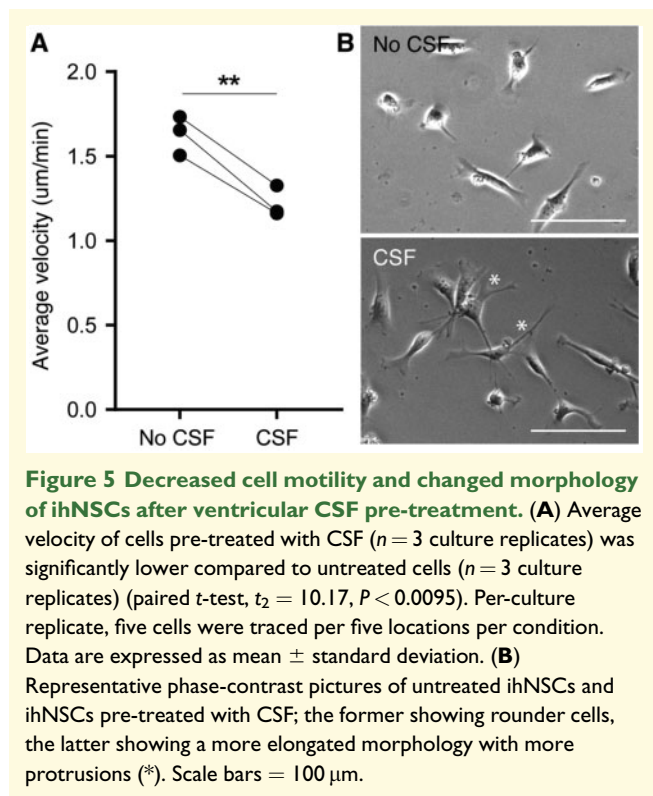 A
B
**
2.0
1.5
1.0
0.5
0.0
Average velocity (um/min)
No CSF
CSF
No CSF
CSF
*
*
Figure 5 Decreased cell motility and changed morphology
of ihNSCs after ventricular CSF pre-treatment. (A) Average
velocity of cells pre-treated with CSF (n = 3 culture replicates) was
significantly lower compared to untreated cells (n = 3 culture
replicates) (paired t-test, t₂ = 10.17, P < 0.0095). Per-culture
replicate, five cells were traced per five locations per condition.
Data are expressed as mean ± standard deviation. (B)
Representative phase-contrast pictures of untreated ihNSCs and
ihNSCs pre-treated with CSF; the former showing rounder cells,
the latter showing a more elongated morphology with more
protrusions (*). Scale bars = 100 μm.